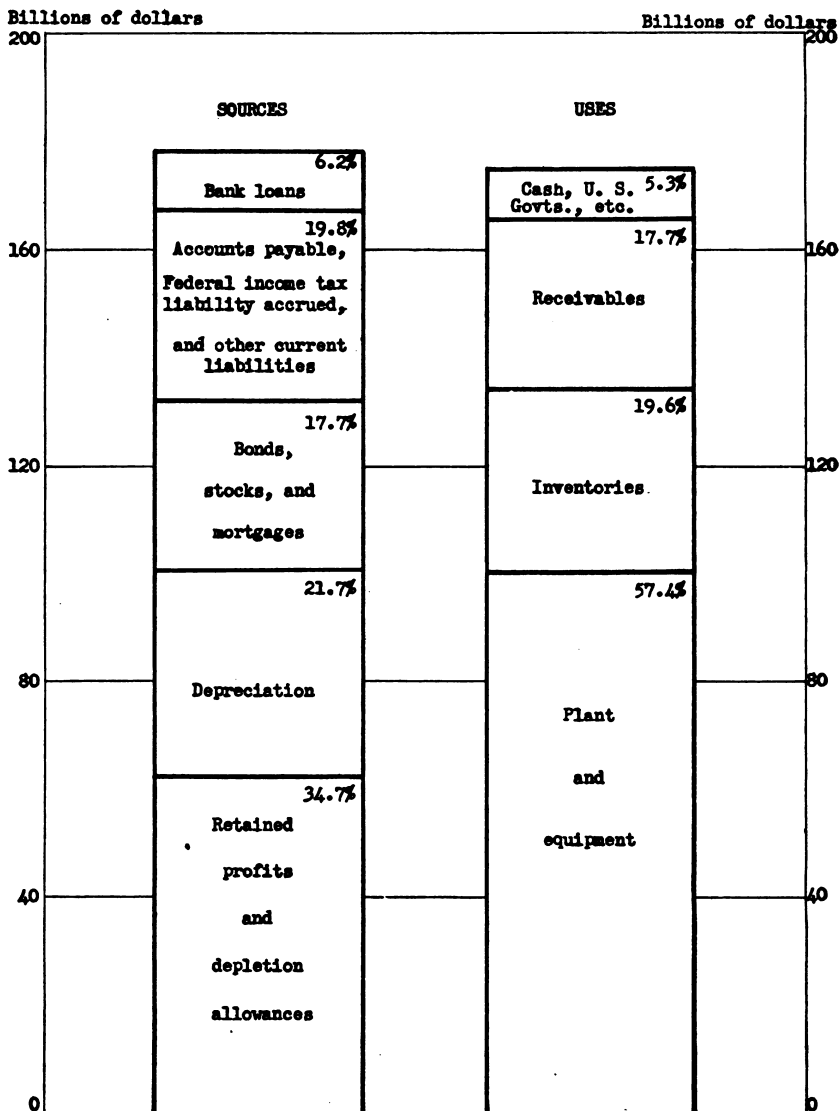 Billions of dollars
Billions of dollars
200
200
SOURCES
USES
6.2%
Bank loans
19.8%
Accounts payable,
Federal income tax
liability accrued,
and other current
liabilities
17.7%
Bonds,
stocks, and
mortgages
21.7%
Depreciation
34.7%
Retained
profits
and
depletion
allowances
Cash, U. S. 5.3%
Govts., etc.
17.7%
Receivables
19.6%
Inventories
57.4%
Plant
and
equipment
160
160
120
120
80
80
40
40
0
0